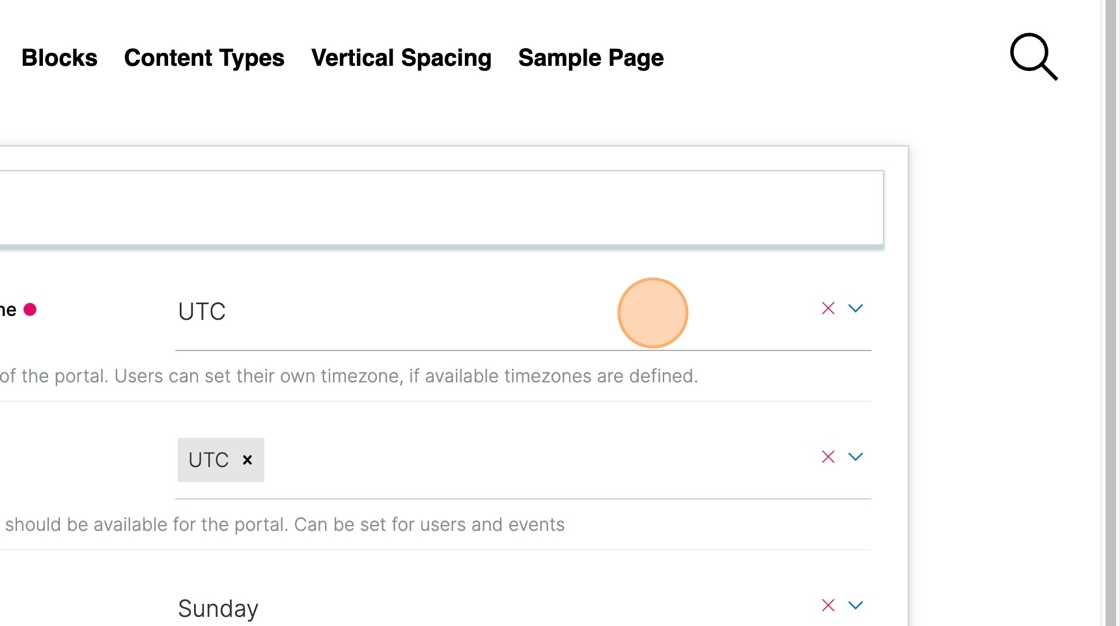 Blocks Content Types Vertical Spacing Sample Page
ne UTC
of the portal. Users can set their own timezone, if available timezones are defined.
UTC ×
should be available for the portal. Can be set for users and events
Sunday